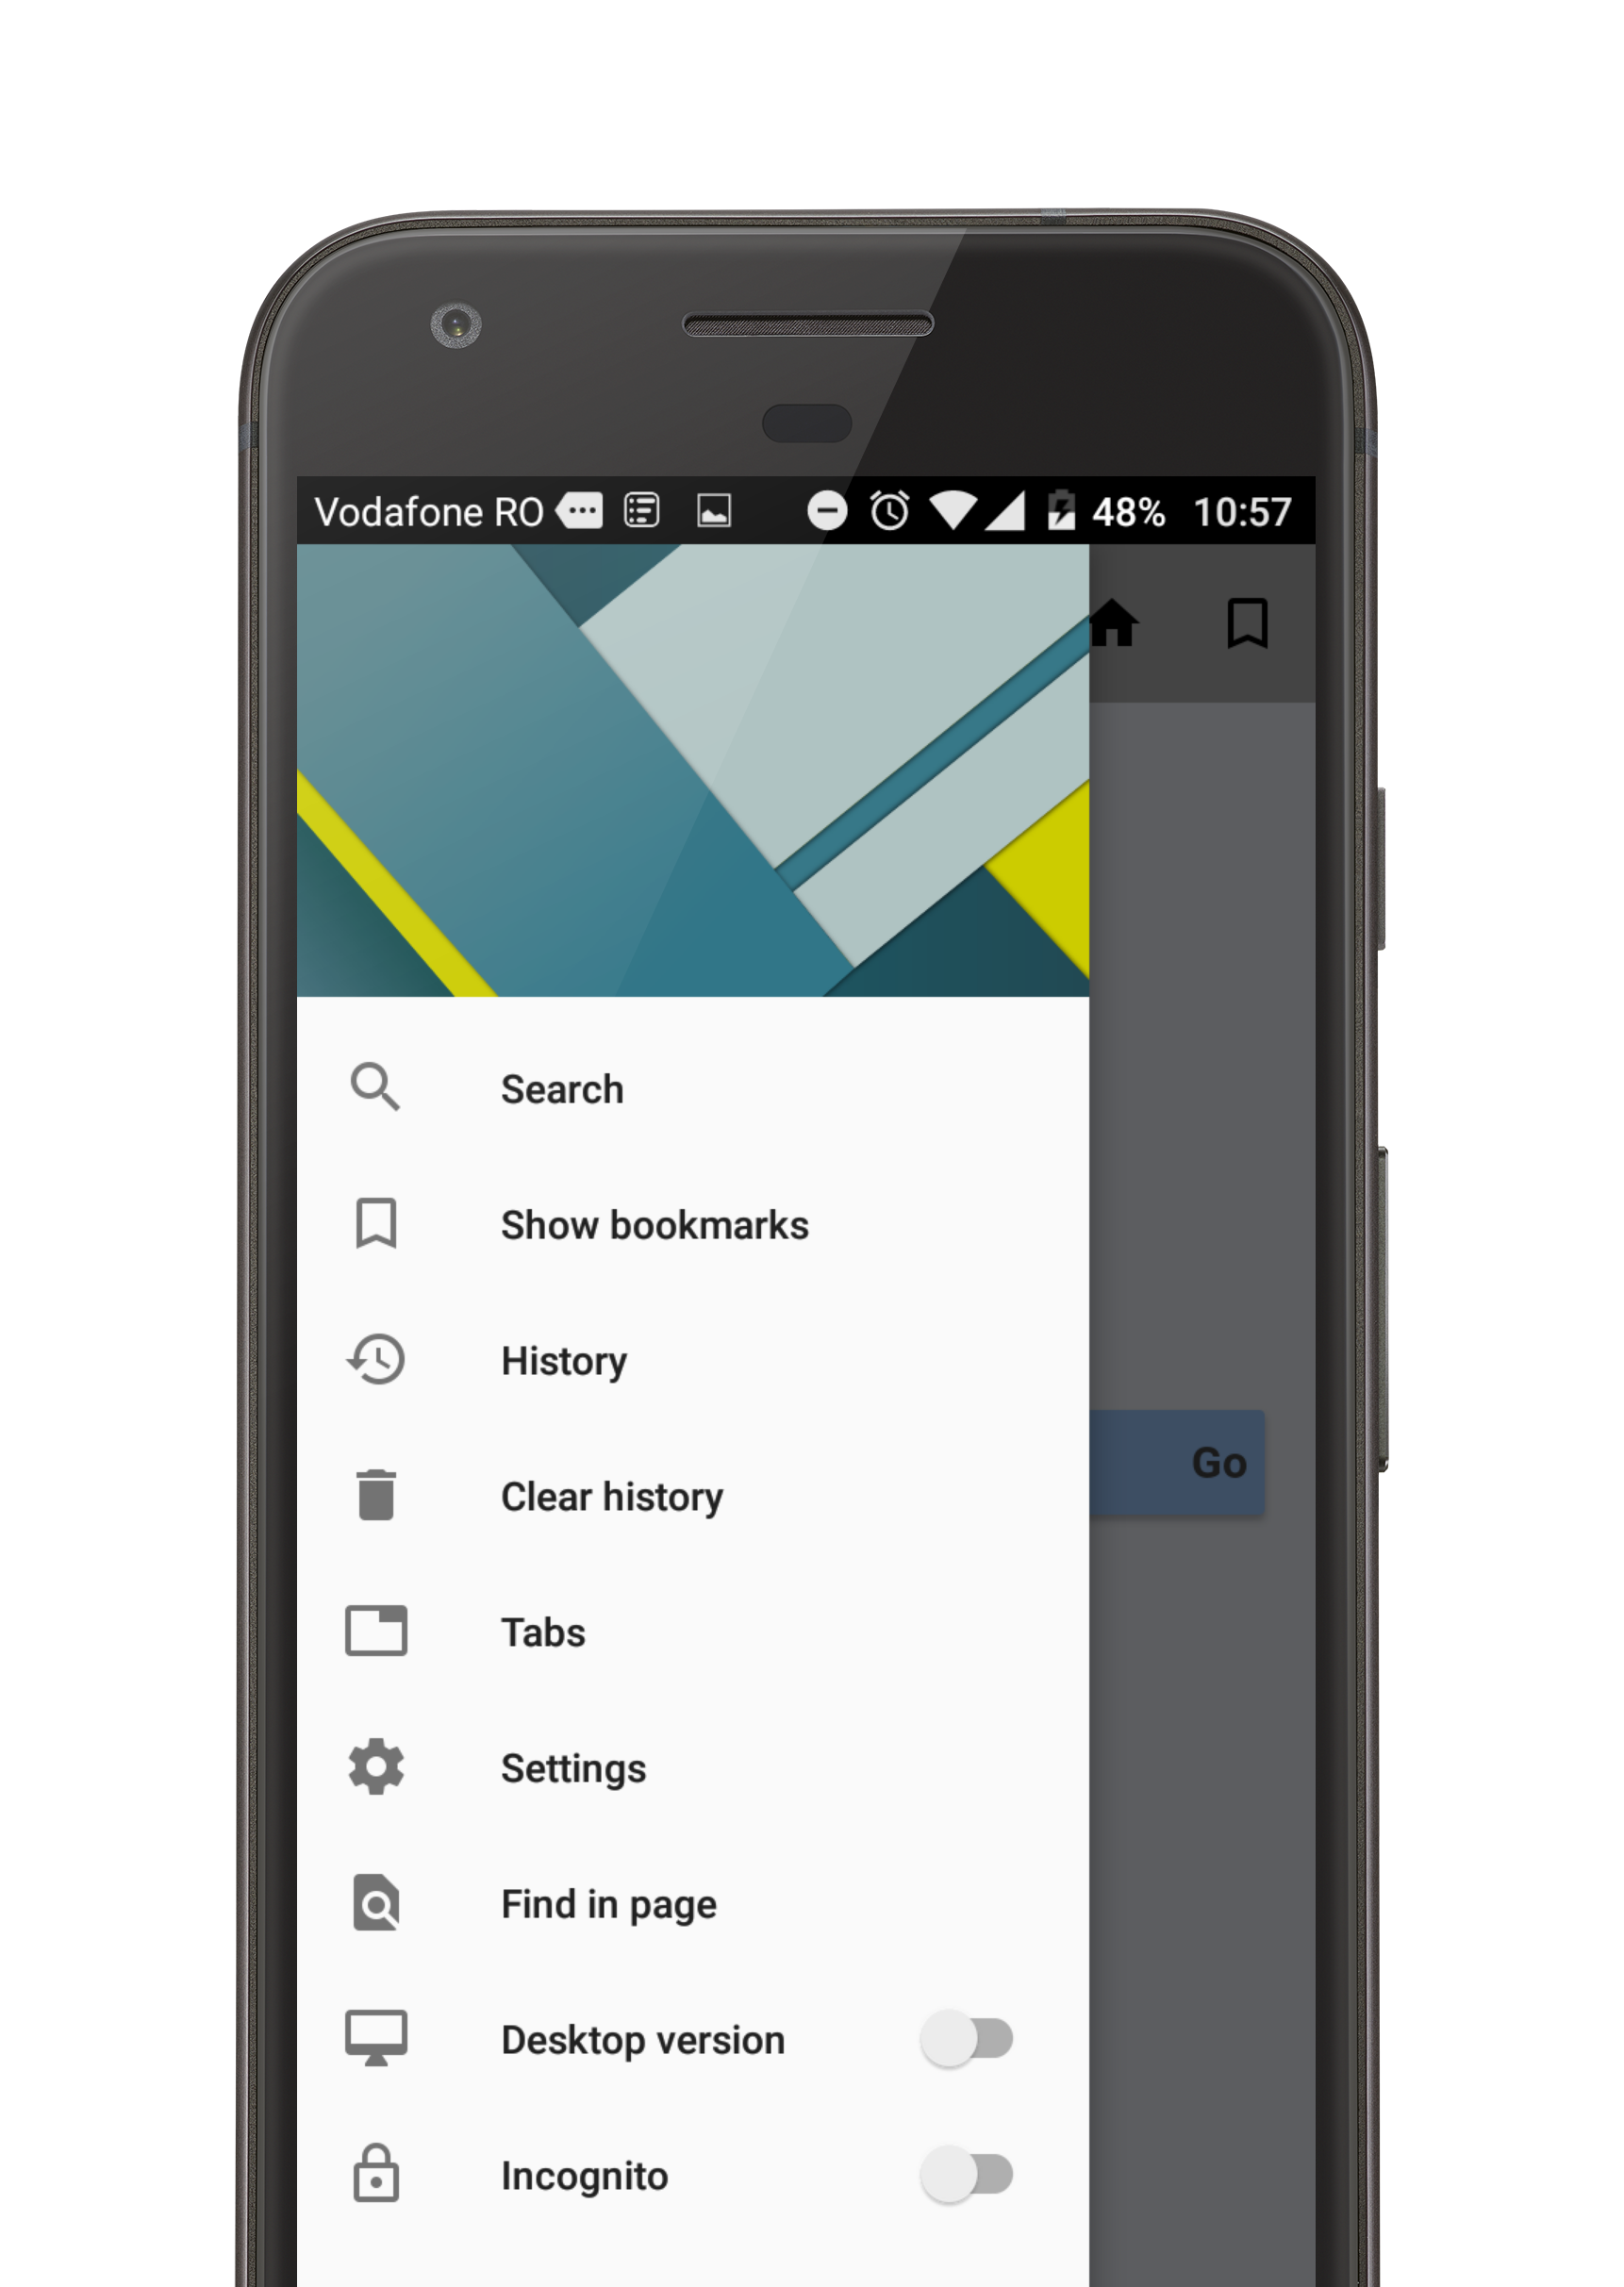 Vodafone RO 48% 10:57
Search
Show bookmarks
History
Go
Clear history
Tabs
Settings
Find in page
Desktop version
Incognito